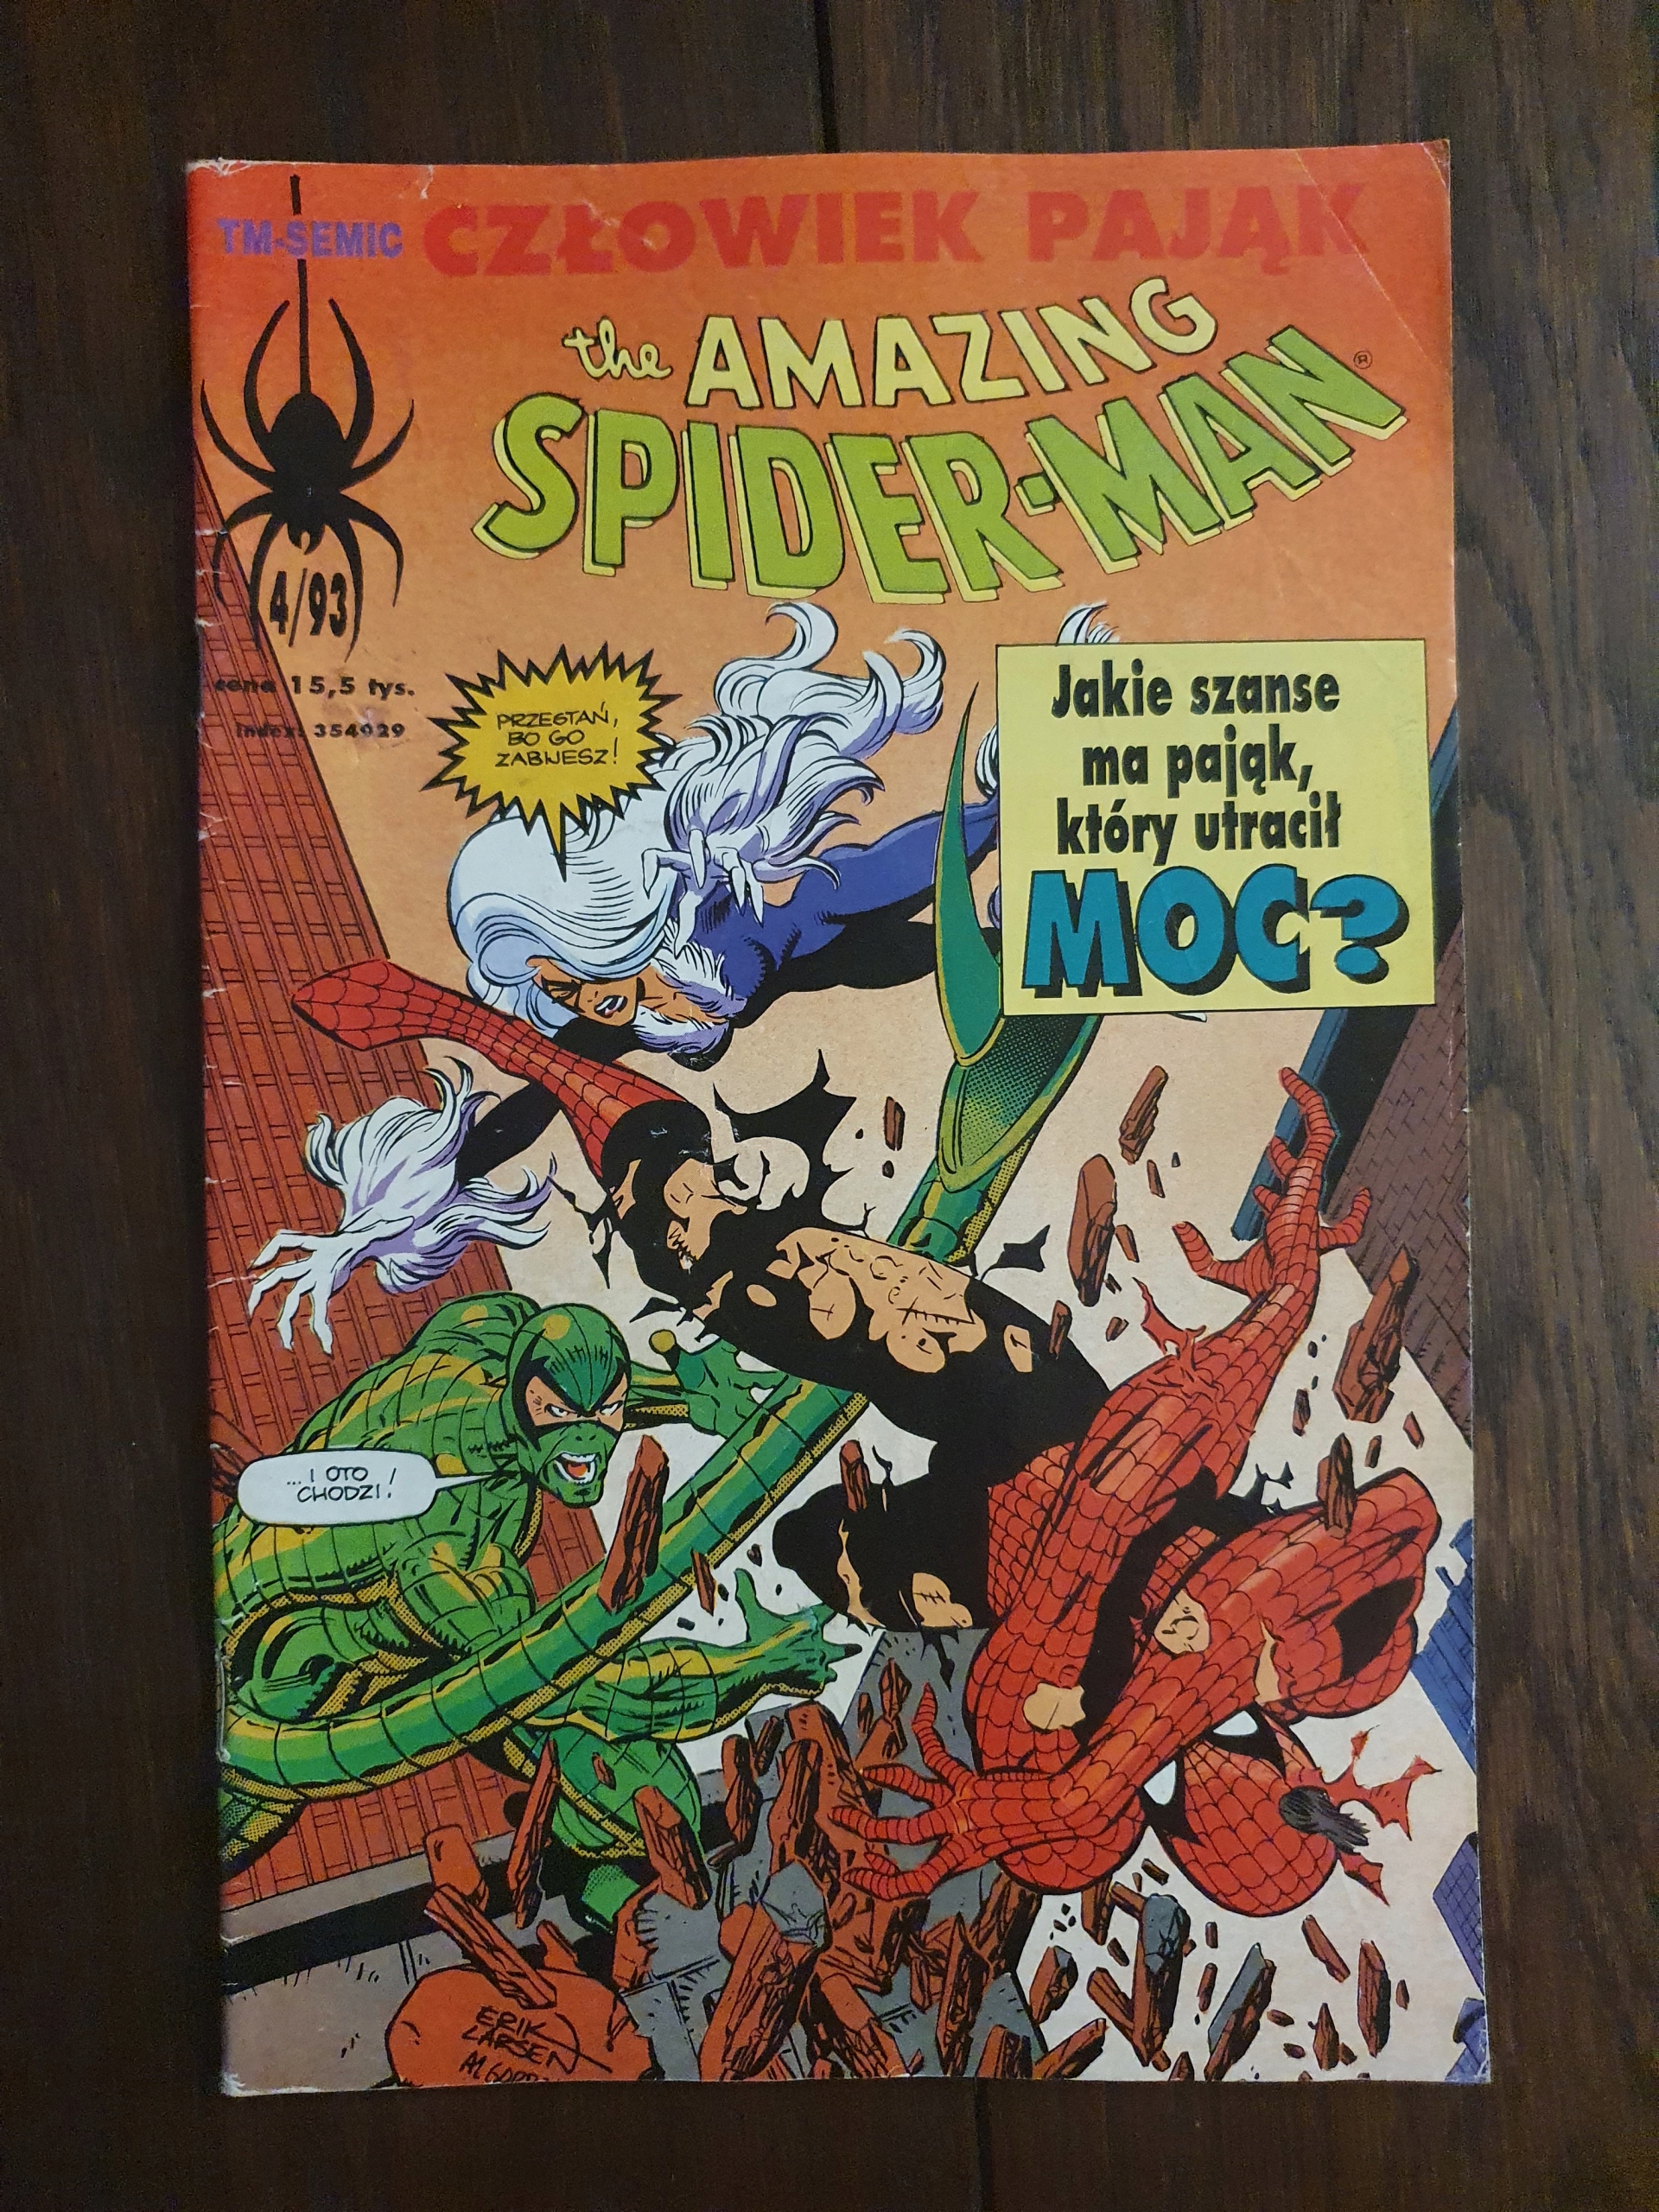 TM-SEMIC
CZŁOWIEK PAJĄK
the AMAZING
SPIDER-MAN®
4/93
cena 15,5 tys.
index: 354029
PRZESTAŃ,
BO GO
ZABIJESZ!
Jakie szanse
ma pająk,
który utracił
MOC?
...I OTO
CHODZI!
ERIK
LARSEN